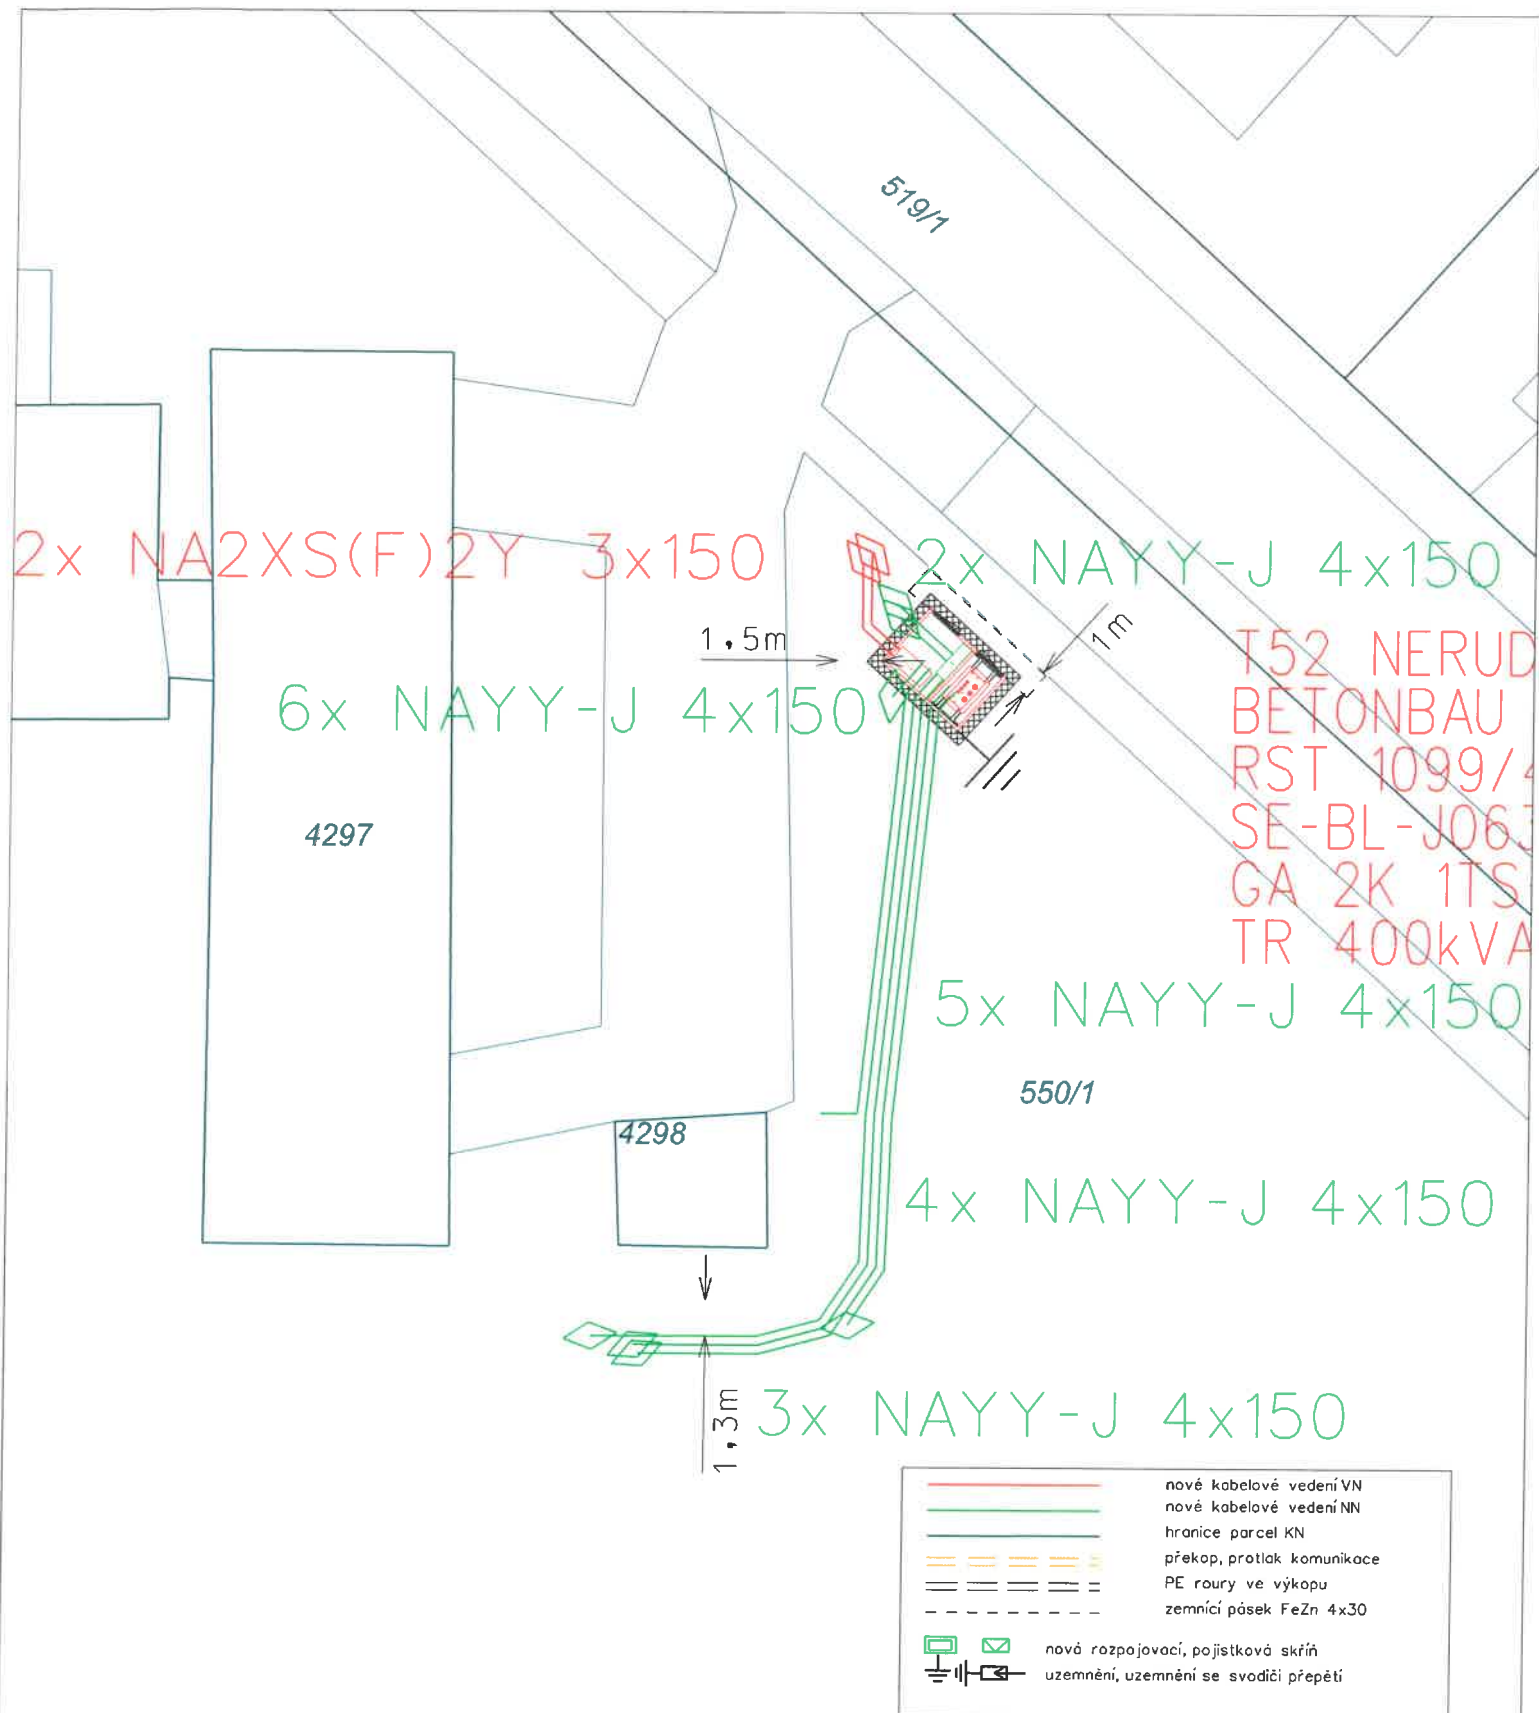 519/1
2x NA2XS(F)2Y 3x150
2x NAYY-J 4x150
1,5m
1m
6x NAYY-J 4x150
T52 NERUD
BETONBAU
RST 1099/
SE-BL-J06
GA 2K 1TS
TR 400kVA
4297
5x NAYY-J 4x150
550/1
4298
4x NAYY-J 4x150
1,3m
3x NAYY-J 4x150
nové kabelové vedení VN
nové kabelové vedení NN
hranice parcel KN
překop, protlak komunikace
PE roury ve výkopu
zemnící pásek FeZn 4x30
nová rozpojovací, pojistková skříň
uzemnění, uzemnění se svodiči přepětí